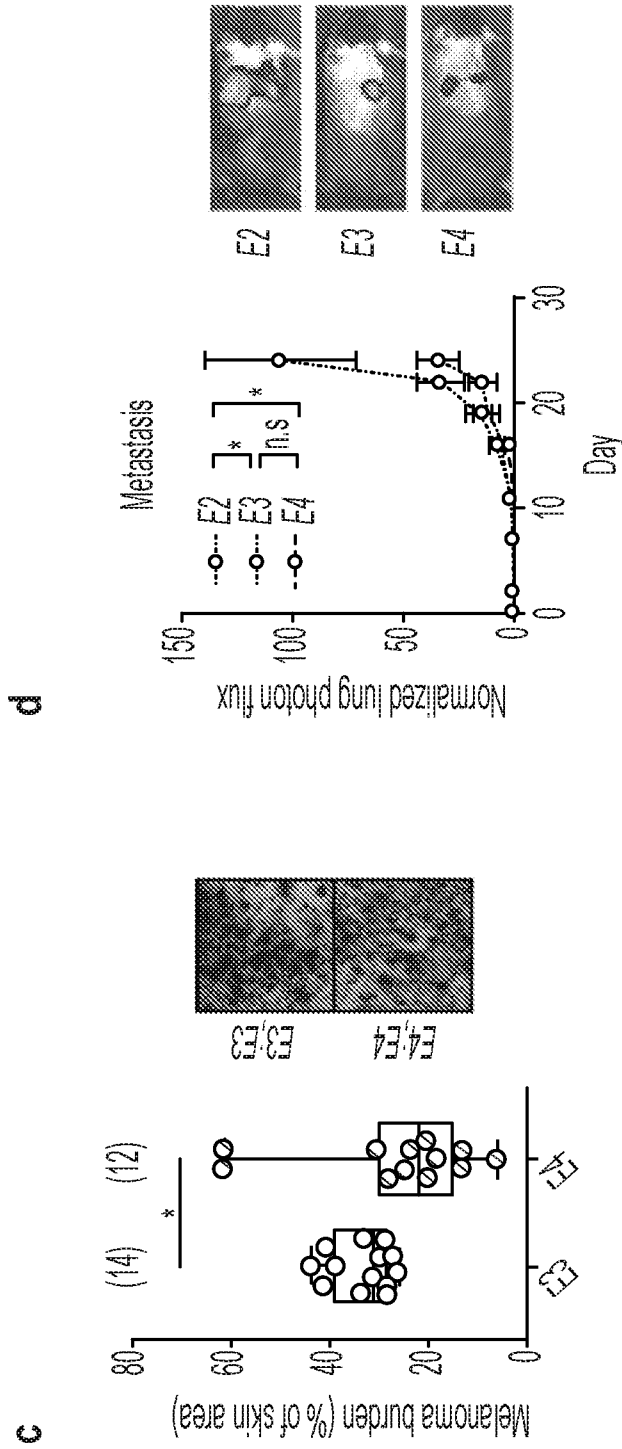 c
Melanoma burden (% of skin area)
80
60
40
20
0
(14)
(12)
*
E3
E4
E3;E3
E4;E4
d
Metastasis
Normalized lung photon flux
150
100
50
0
E2
E3
E4
*
n.s
*
0
10
20
30
Day
E2
E3
E4